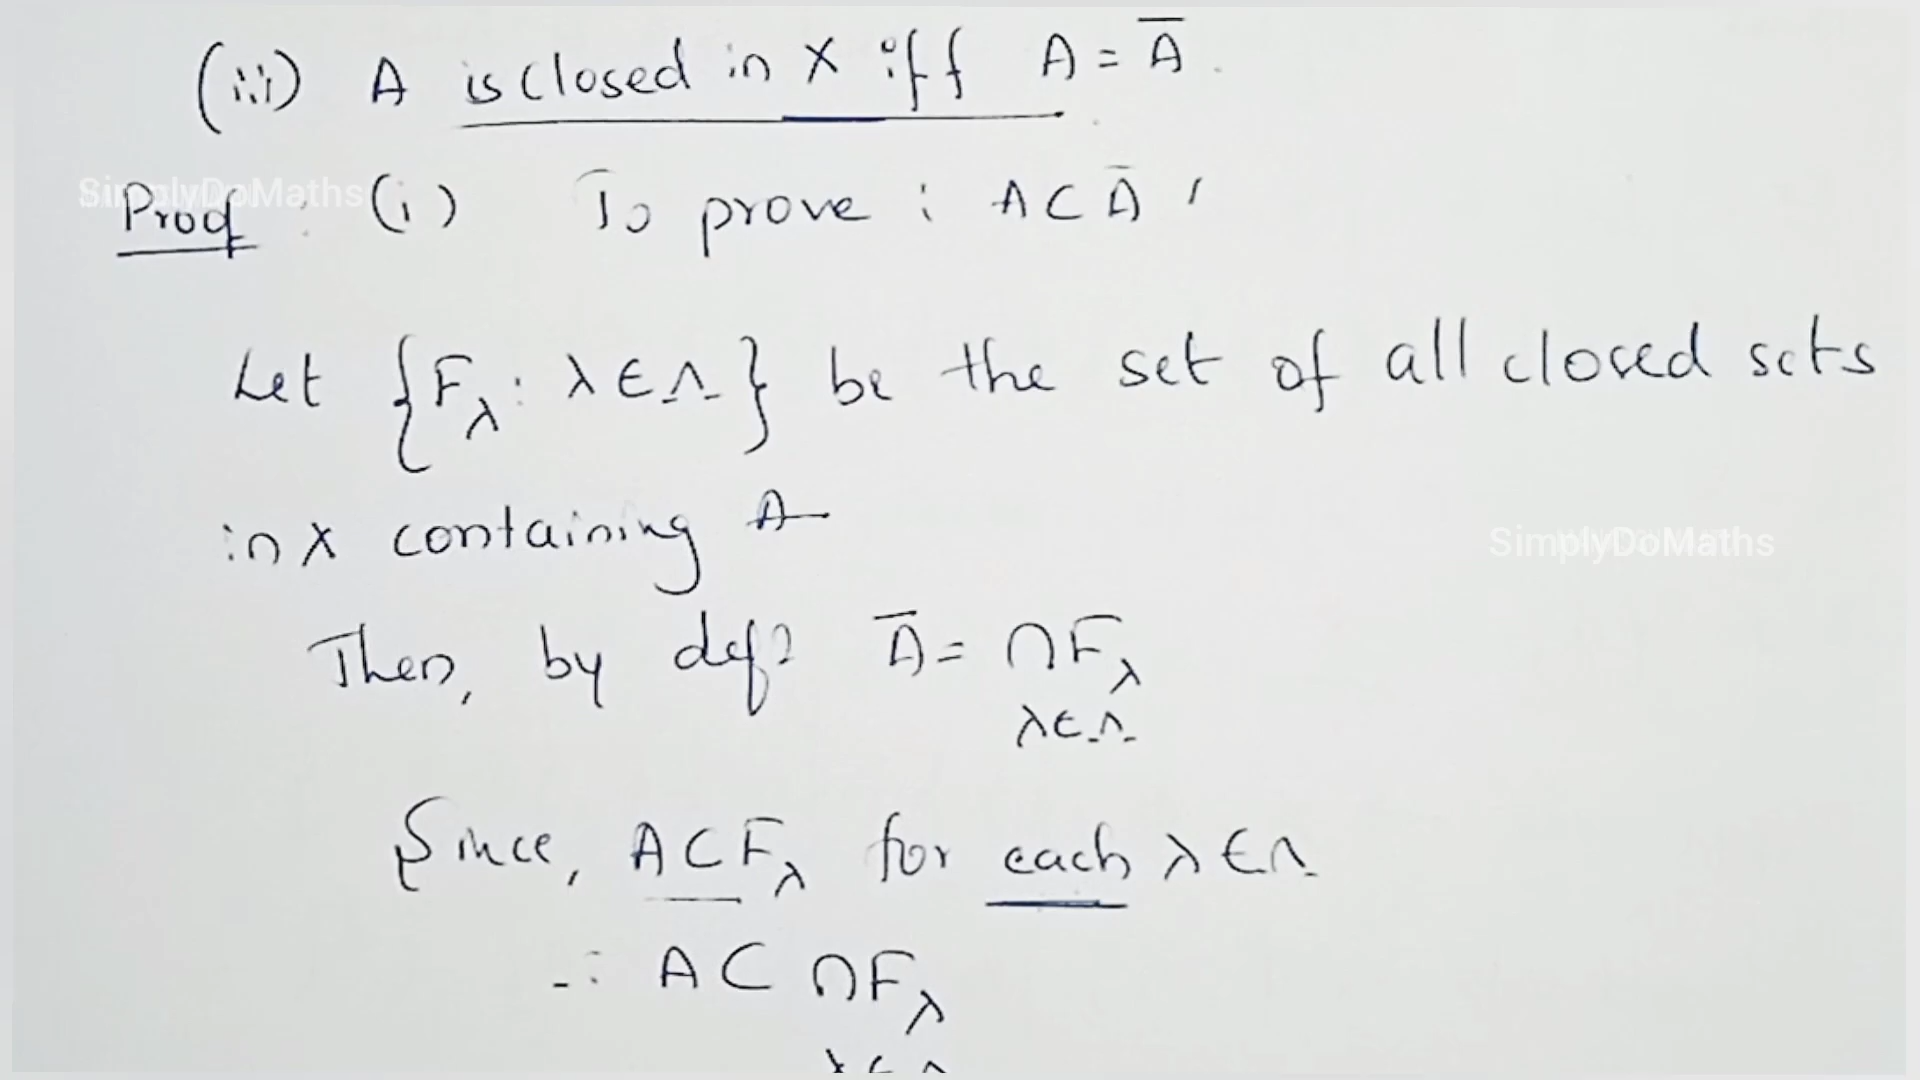 (iii) A is closed in X iff A = A̅.
Proof : (i) To prove : A ⊂ A̅
Let {F_λ : λ ∈ Λ} be the set of all closed sets
in X containing A
Then, by defn A̅ = ∩F_λ
λ∈Λ
Since, A ⊂ F_λ for each λ ∈ Λ
∴ A ⊂ ∩F_λ
λ∈Λ
SimplyDoMaths
SimplyDoMaths